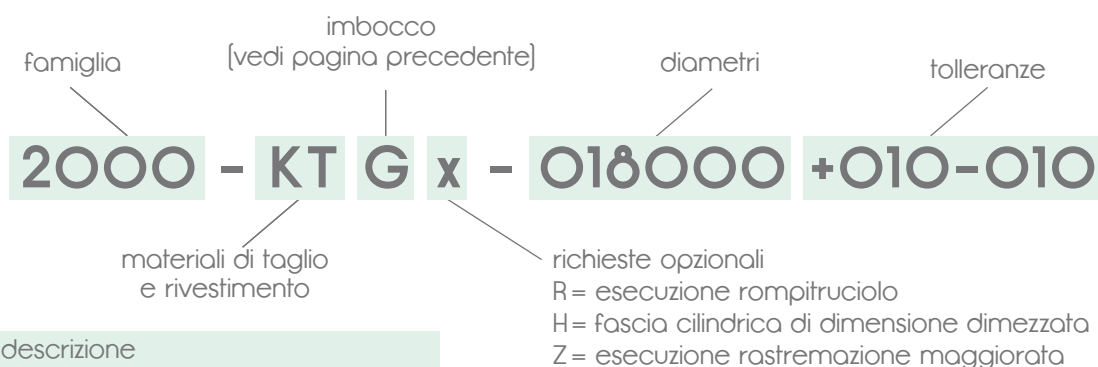 imbocco
(vedi pagina precedente)
famiglia
diametri
tolleranze
2000 - KT G x - 018000 +010-010
materiali di taglio
e rivestimento
richieste opzionali
R= esecuzione rompitruciolo
H= fascia cilindrica di dimensione dimezzata
Z= esecuzione rastremazione maggiorata
descrizione